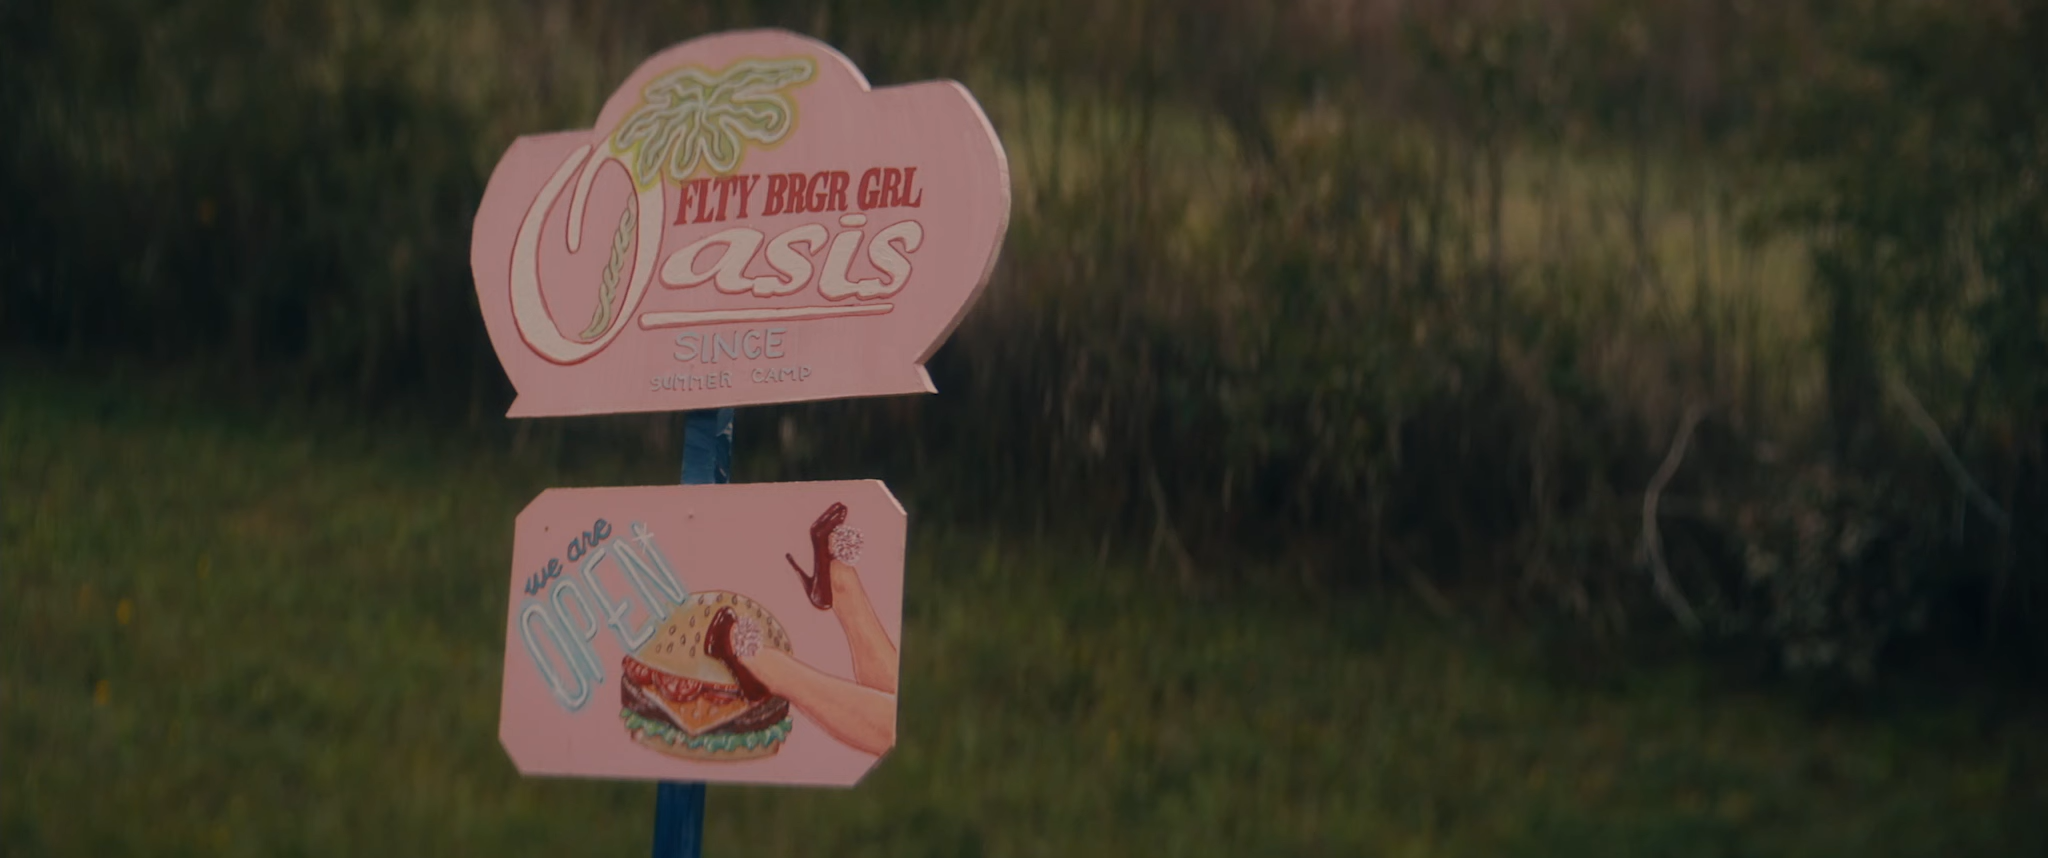 FLTY BRGR GRL
Oasis
SINCE
SUMMER CAMP
we are
OPEN